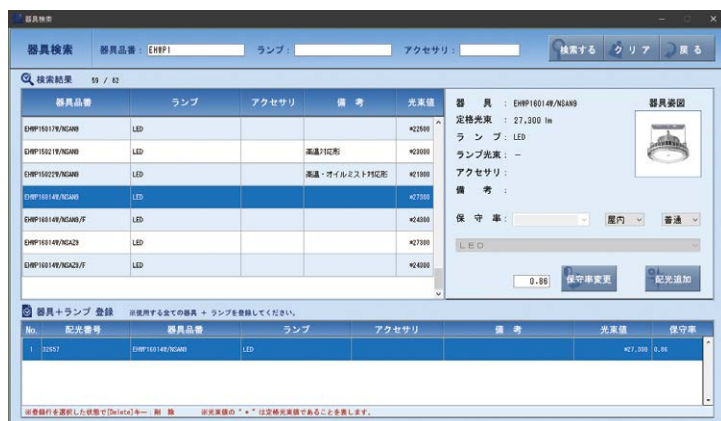 器具検索
器具検索 器具品番: EHWP1 ランプ: アクセサリ: 検索する クリア 戻る
検索結果 59 / 62
器具品番 ランプ アクセサリ 備考 光束値
EHWP15017W/NSAN9 LED *22500
EHWP15021W/NSAN9 LED 高温対応形 *23000
EHWP15022W/NSAN9 LED 高温・オイルミスト対応形 *21800
EHWP16014W/NSAN9 LED *27300
EHWP16014W/NSAN9/F LED *24300
EHWP16014W/NSAZ9 LED *27300
EHWP16014W/NSAZ9/F LED *24300
器具 : EHWP16014W/NSAN9 器具姿図
定格光束 : 27,300 lm
ランプ : LED
ランプ光束 : −
アクセサリ :
備考 :
保守率 : 屋内 普通
LED
0.86 保守率変更 配光追加
器具+ランプ 登録 ※使用する全ての器具 + ランプを登録してください。
No. 配光番号 器具品番 ランプ アクセサリ 備考 光束値 保守率
1 32657 EHWP16014W/NSAN9 LED *27,300 0.86
※登録行を選択した状態で[Delete]キー:削除 ※光束値の " * " は定格光束値であることを表します。